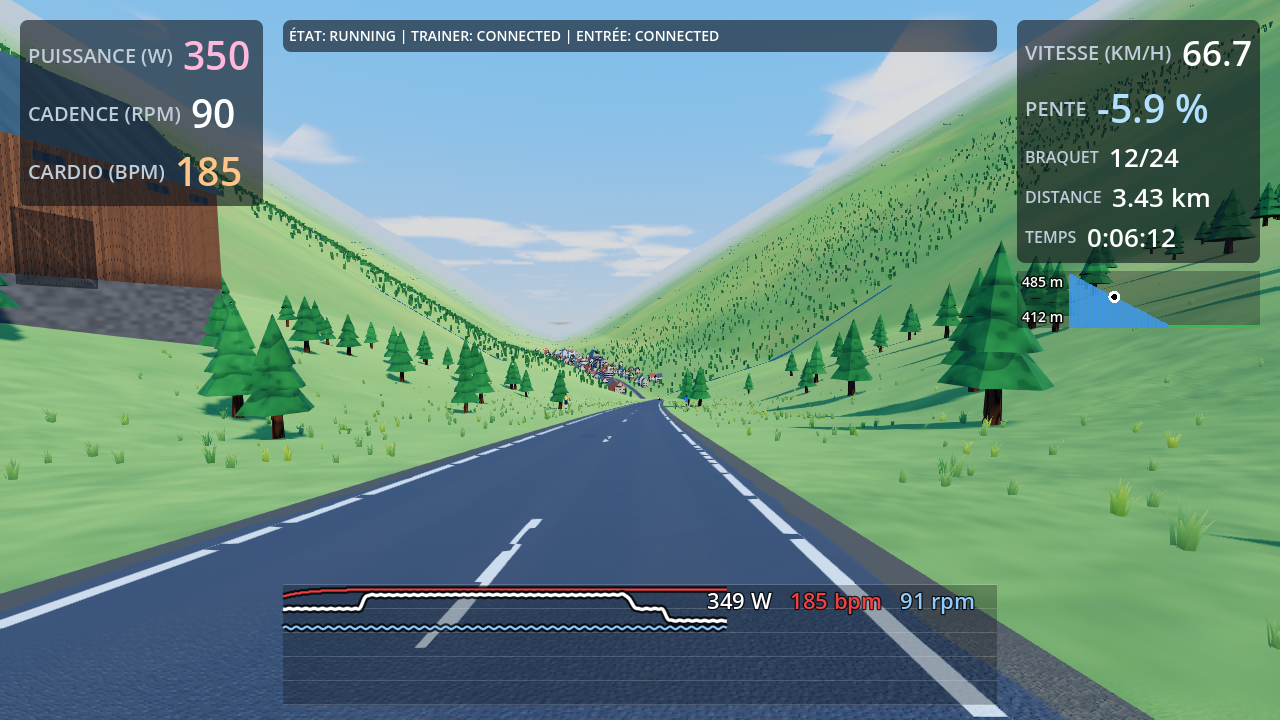 PUISSANCE (W) 350
CADENCE (RPM) 90
CARDIO (BPM) 185
ÉTAT: RUNNING | TRAINER: CONNECTED | ENTRÉE: CONNECTED
VITESSE (KM/H) 66.7
PENTE -5.9 %
BRAQUET 12/24
DISTANCE 3.43 km
TEMPS 0:06:12
485 m
412 m
349 W 185 bpm 91 rpm